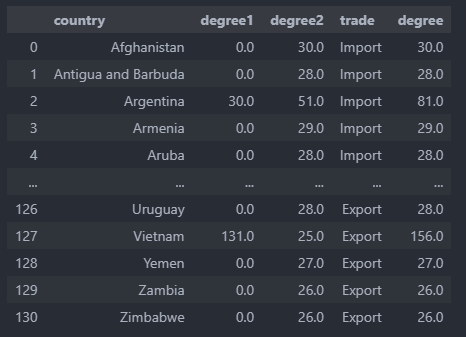 country degree1 degree2 trade degree
0 Afghanistan 0.0 30.0 Import 30.0
1 Antigua and Barbuda 0.0 28.0 Import 28.0
2 Argentina 30.0 51.0 Import 81.0
3 Armenia 0.0 29.0 Import 29.0
4 Aruba 0.0 28.0 Import 28.0
... ... ... ... ... ...
126 Uruguay 0.0 28.0 Export 28.0
127 Vietnam 131.0 25.0 Export 156.0
128 Yemen 0.0 27.0 Export 27.0
129 Zambia 0.0 26.0 Export 26.0
130 Zimbabwe 0.0 26.0 Export 26.0